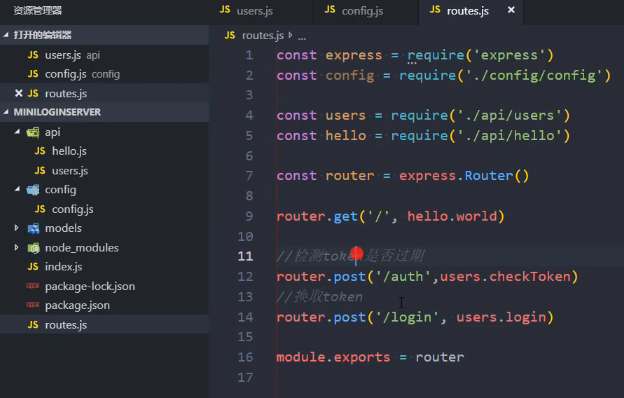 资源管理器
打开的编辑器
JS users.js api
JS config.js config
JS routes.js
MINILOGINSERVER
api
JS hello.js
JS users.js
config
JS config.js
models
node_modules
JS index.js
package-lock.json
package.json
JS routes.js
JS users.js
JS config.js
JS routes.js
JS routes.js ...
1 const express = require('express')
2 const config = require('./config/config')
3
4 const users = require('./api/users')
5 const hello = require('./api/hello')
6
7 const router = express.Router()
8
9 router.get('/', hello.world)
10
11 //检测token是否过期
12 router.post('/auth',users.checkToken)
13 //换取token
14 router.post('/login', users.login)
15
16 module.exports = router
17